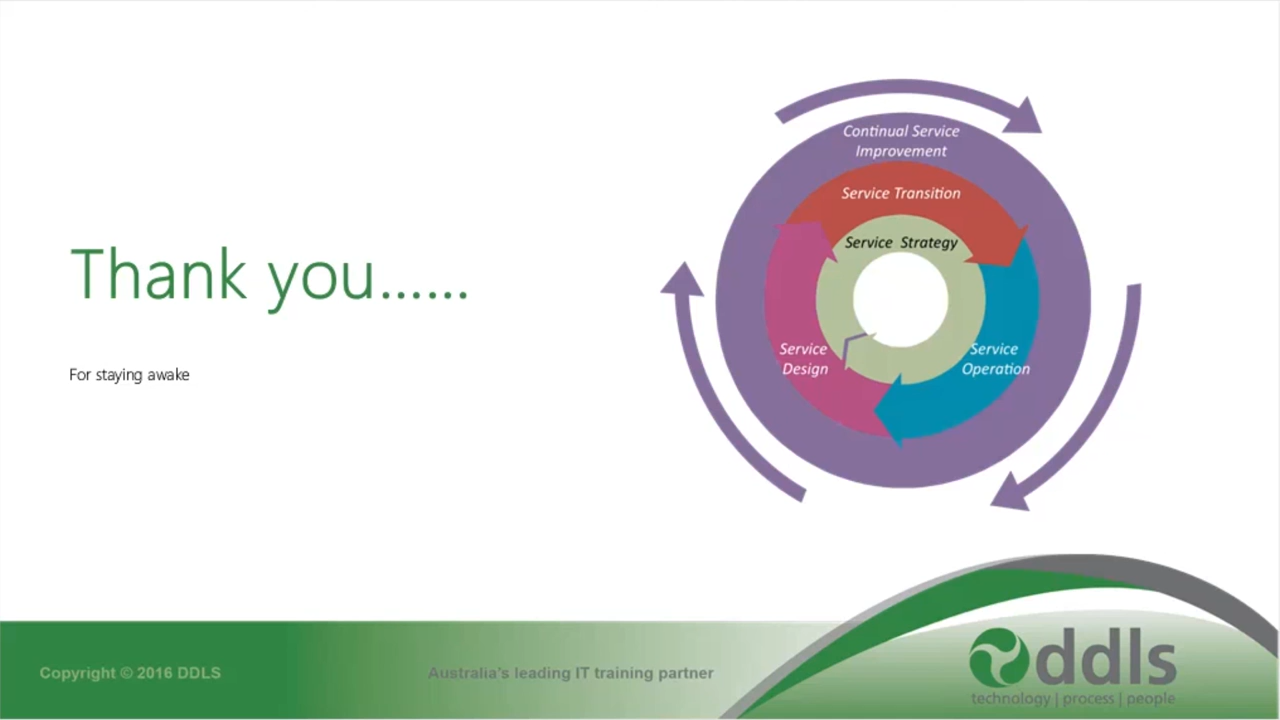 Thank you......
For staying awake
Continual Service
Improvement
Service Transition
Service  Strategy
Service
Design
Service
Operation
Copyright © 2016 DDLS
Australia's leading IT training partner
ddls
technology | process | people